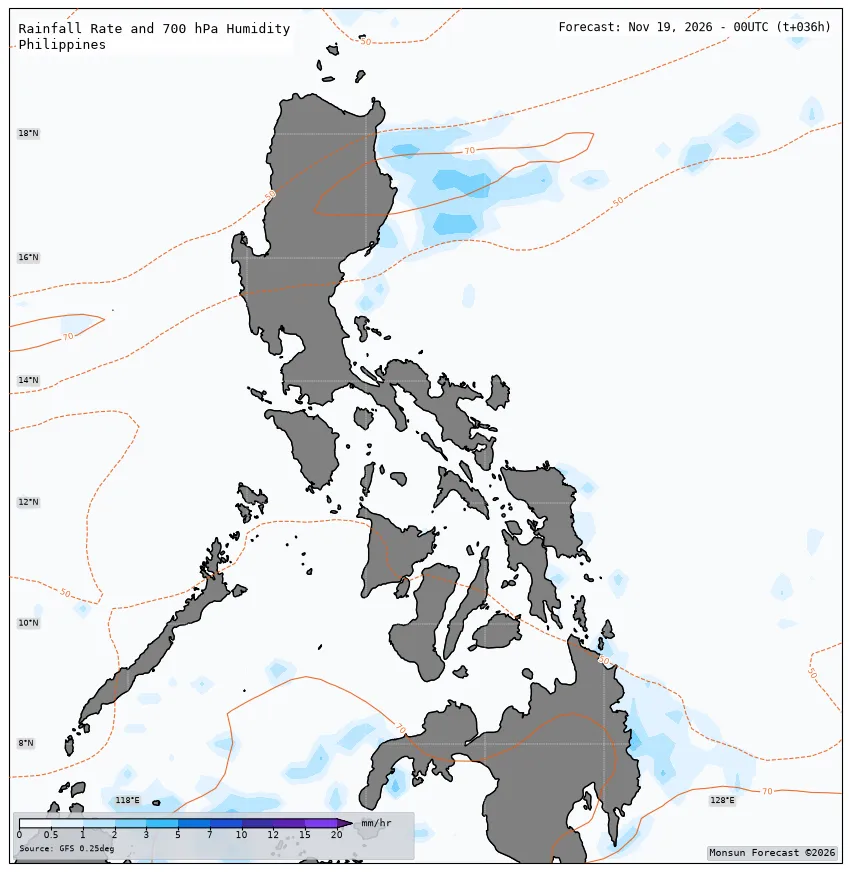 Rainfall Rate and 700 hPa Humidity
Philippines
Forecast: Nov 19, 2026 - 00UTC (t+036h)
50
18°N
70
50
50
16°N
70
14°N
12°N
50
10°N
50
50
70
8°N
70
118°E
128°E
mm/hr
0 0.5 1 2 3 5 7 10 12 15 20
Source: GFS 0.25deg
Monsun Forecast ©2026